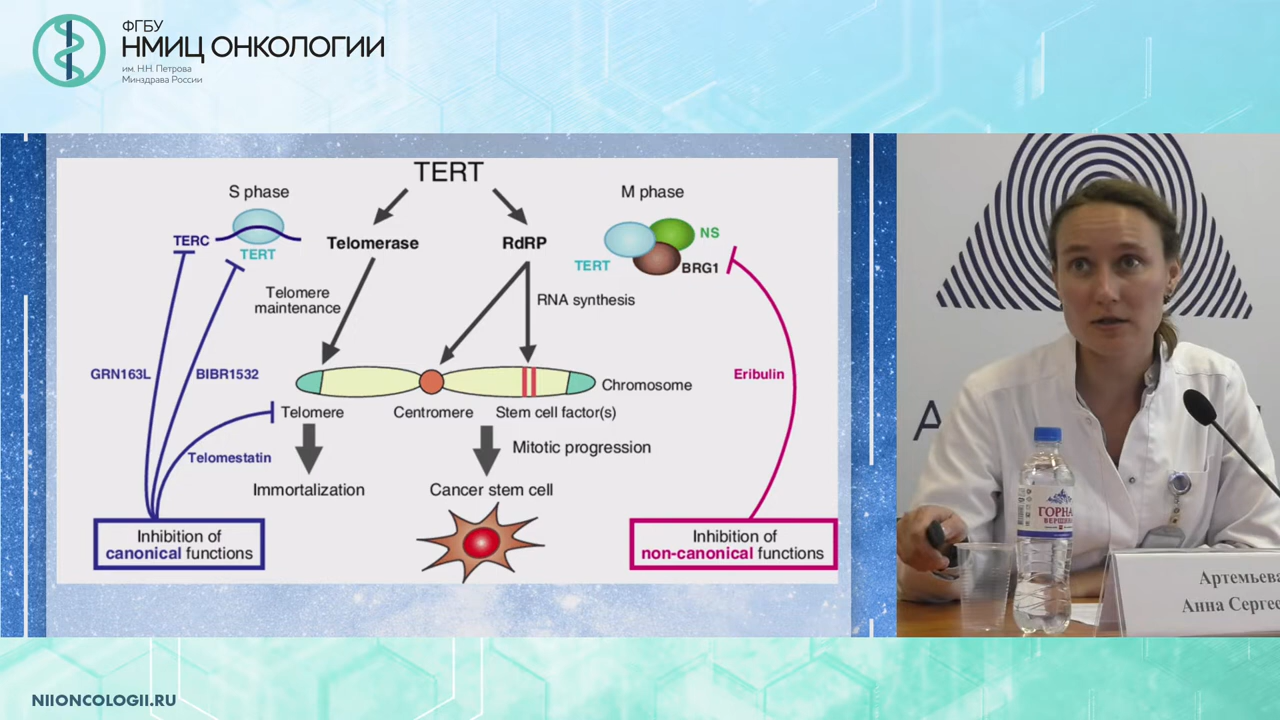 ФГБУ
НМИЦ ОНКОЛОГИИ
им. Н.Н. Петрова
Минздрава России
TERT
S phase
M phase
TERC
TERT
Telomerase
RdRP
NS
TERT
BRG1
Telomere
maintenance
RNA synthesis
GRN163L
BIBR1532
Eribulin
Chromosome
Telomere
Centromere
Stem cell factor(s)
Mitotic progression
Telomestatin
Immortalization
Cancer stem cell
Inhibition of
canonical functions
Inhibition of
non-canonical functions
ВЕРШИНА
Артемьева
Анна
NIIONCOLOGII.RU